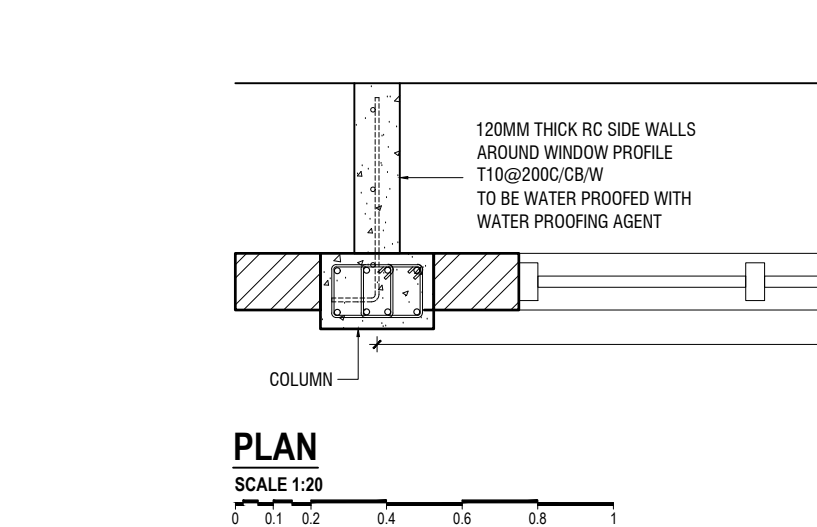 120MM THICK RC SIDE WALLS
AROUND WINDOW PROFILE
T10@200C/CB/W
TO BE WATER PROOFED WITH
WATER PROOFING AGENT
COLUMN
PLAN
SCALE 1:20
0 0.1 0.2 0.4 0.6 0.8 1